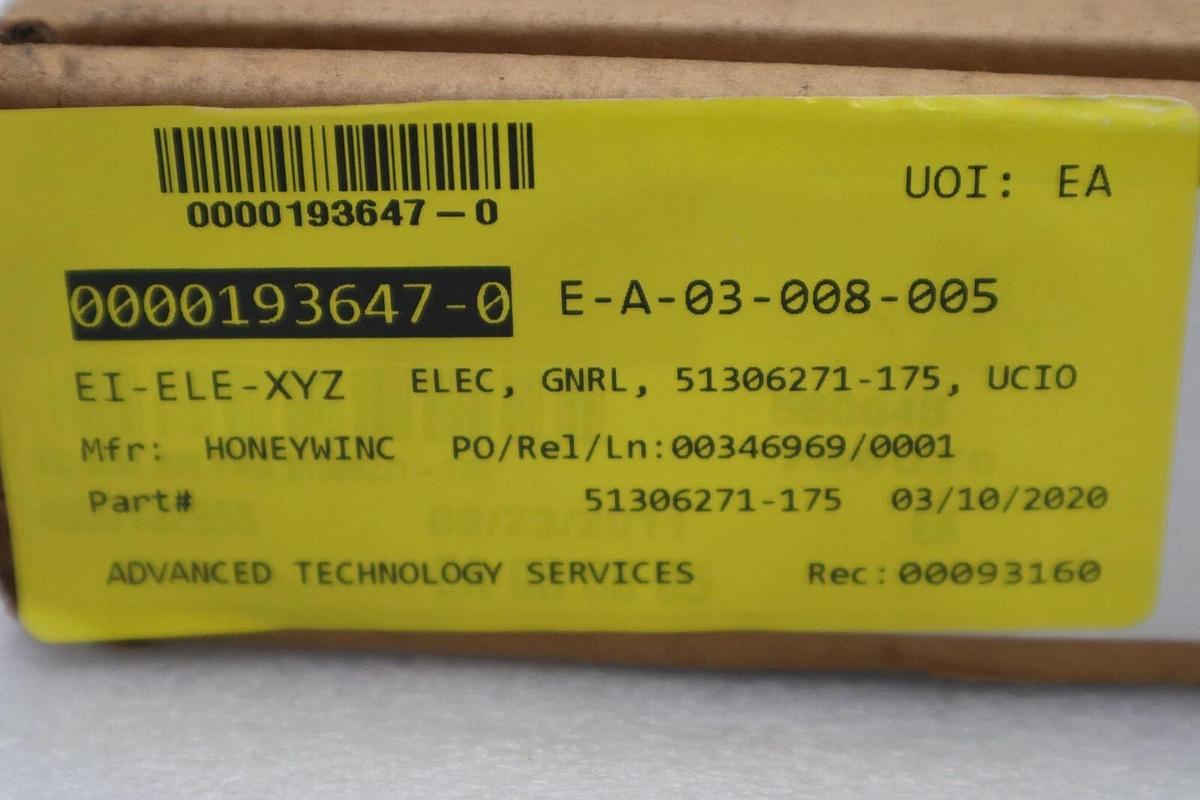 0000193647-0
UOI: EA
0000193647-0 E-A-03-008-005
EI-ELE-XYZ ELEC, GNRL, 51306271-175, UCIO
Mfr: HONEYWINC PO/Rel/Ln:00346969/0001
Part# 51306271-175 03/10/2020
ADVANCED TECHNOLOGY SERVICES Rec:00093160